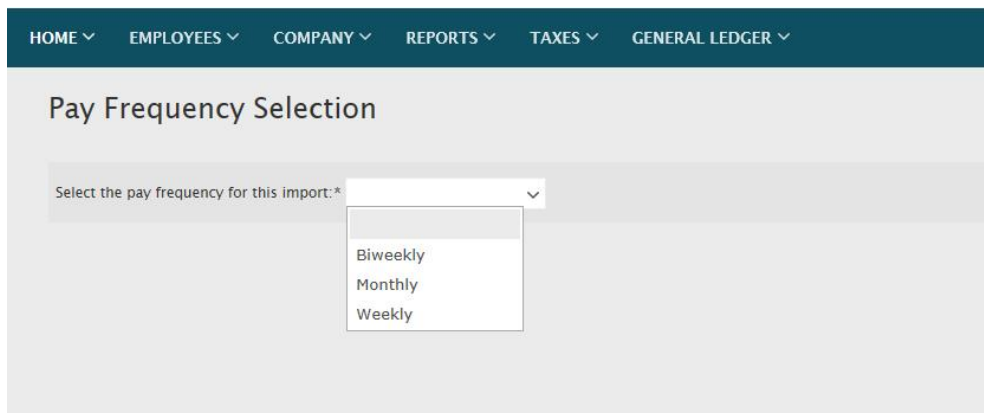 HOME EMPLOYEES COMPANY REPORTS TAXES GENERAL LEDGER
Pay Frequency Selection
Select the pay frequency for this import:*
Biweekly
Monthly
Weekly